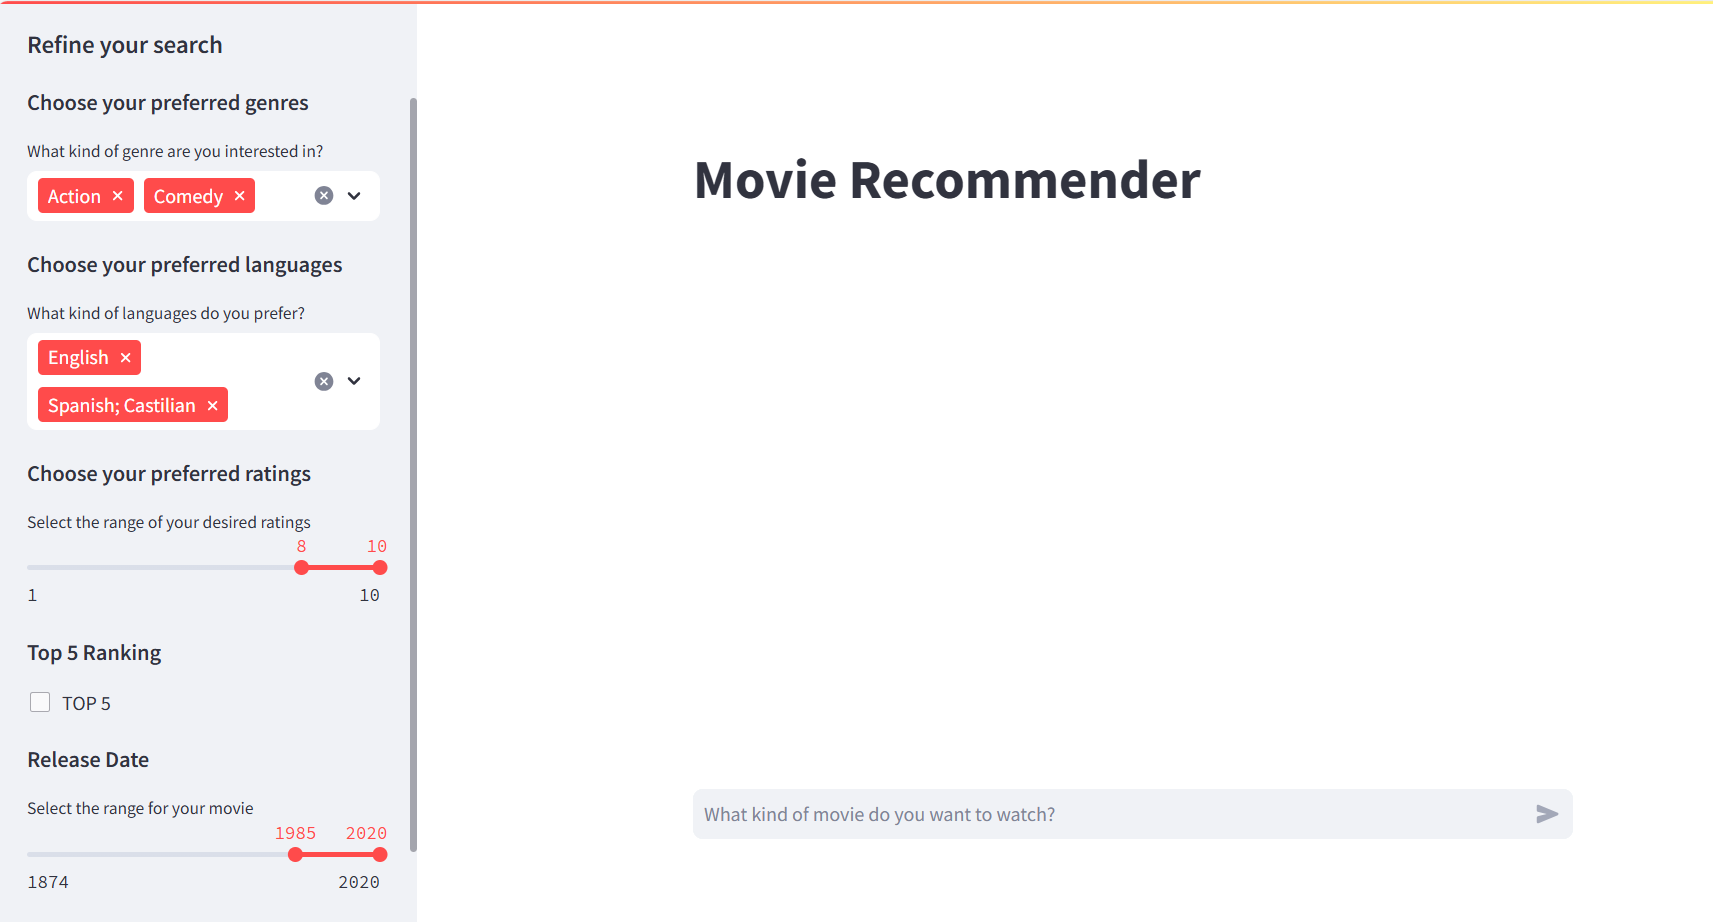 Refine your search
Choose your preferred genres
What kind of genre are you interested in?
Action × Comedy ×
Choose your preferred languages
What kind of languages do you prefer?
English ×
Spanish; Castilian ×
Choose your preferred ratings
Select the range of your desired ratings
8 10
1 10
Top 5 Ranking
TOP 5
Release Date
Select the range for your movie
1985 2020
1874 2020
Movie Recommender
What kind of movie do you want to watch?